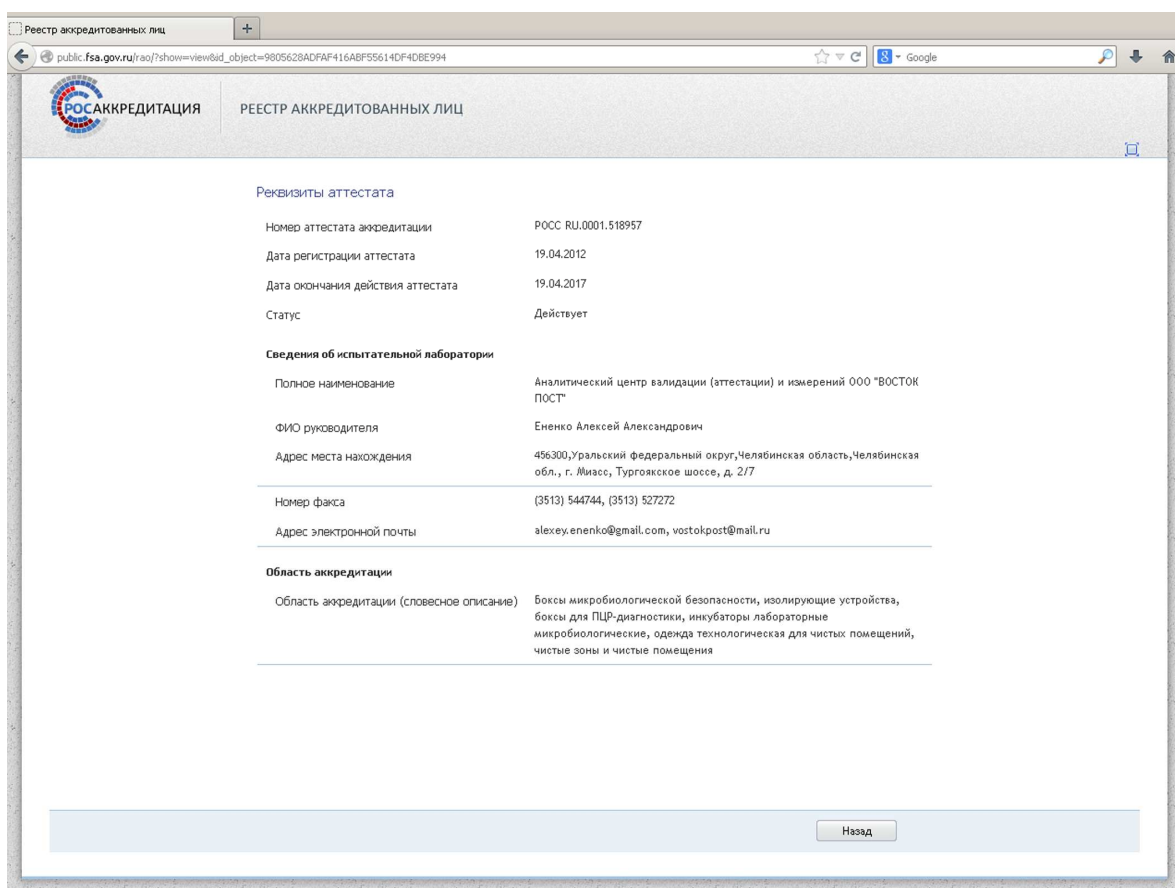 Реестр аккредитованных лиц
+
public.fsa.gov.ru/rao/?show=view&id_object=9805628ADFAF416ABF55614DF4DBE994
8 Google
РОСАККРЕДИТАЦИЯ
РЕЕСТР АККРЕДИТОВАННЫХ ЛИЦ
Реквизиты аттестата
Номер аттестата аккредитации
РОСС RU.0001.518957
Дата регистрации аттестата
19.04.2012
Дата окончания действия аттестата
19.04.2017
Статус
Действует
Сведения об испытательной лаборатории
Полное наименование
Аналитический центр валидации (аттестации) и измерений ООО "ВОСТОК
ПОСТ"
ФИО руководителя
Ененко Алексей Александрович
Адрес места нахождения
456300,Уральский федеральный округ,Челябинская область,Челябинская
обл., г. Миасс, Тургоякское шоссе, д. 2/7
Номер факса
(3513) 544744, (3513) 527272
Адрес электронной почты
alexey.enenko@gmail.com, vostokpost@mail.ru
Область аккредитации
Область аккредитации (словесное описание)
Боксы микробиологической безопасности, изолирующие устройства,
боксы для ПЦР-диагностики, инкубаторы лабораторные
микробиологические, одежда технологическая для чистых помещений,
чистые зоны и чистые помещения
Назад